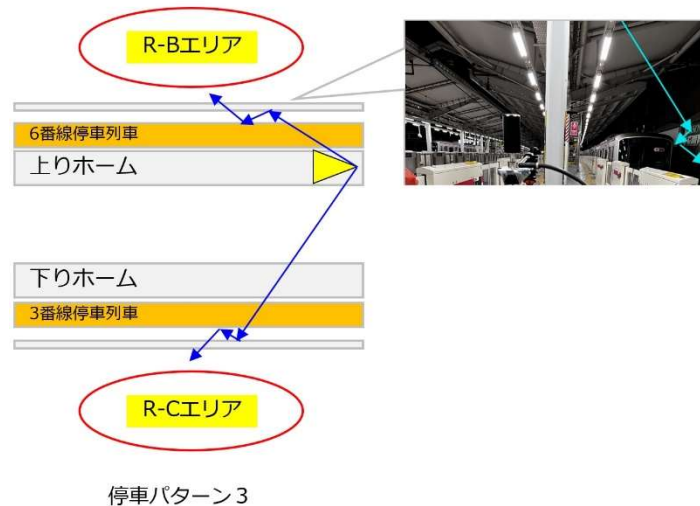 R-Bエリア
6番線停車列車
上りホーム
下りホーム
3番線停車列車
R-Cエリア
停車パターン3